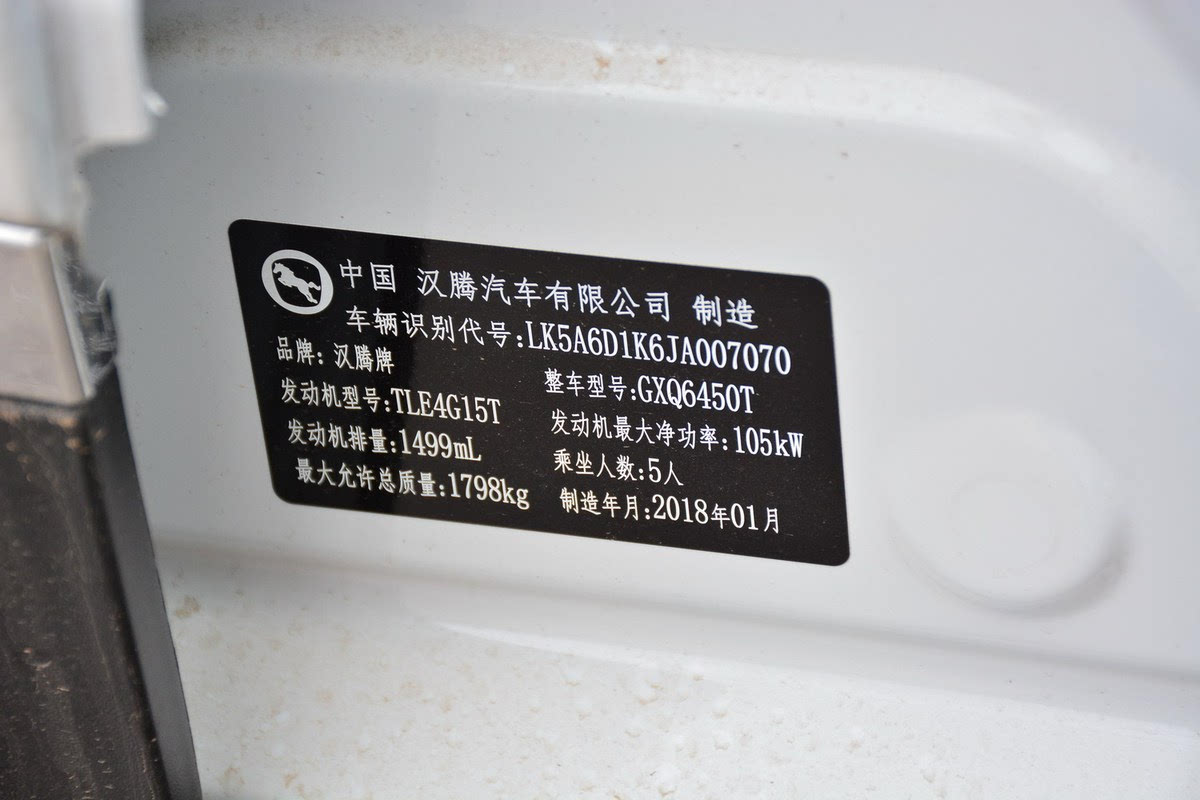 中国 汉腾汽车有限公司 制造
车辆识别代号:LK5A6D1K6JA007070
品牌: 汉腾牌 整车型号:GXQ6450T
发动机型号:TLE4G15T 发动机最大净功率:105kW
发动机排量:1499mL 乘坐人数:5人
最大允许总质量:1798kg 制造年月:2018年01月